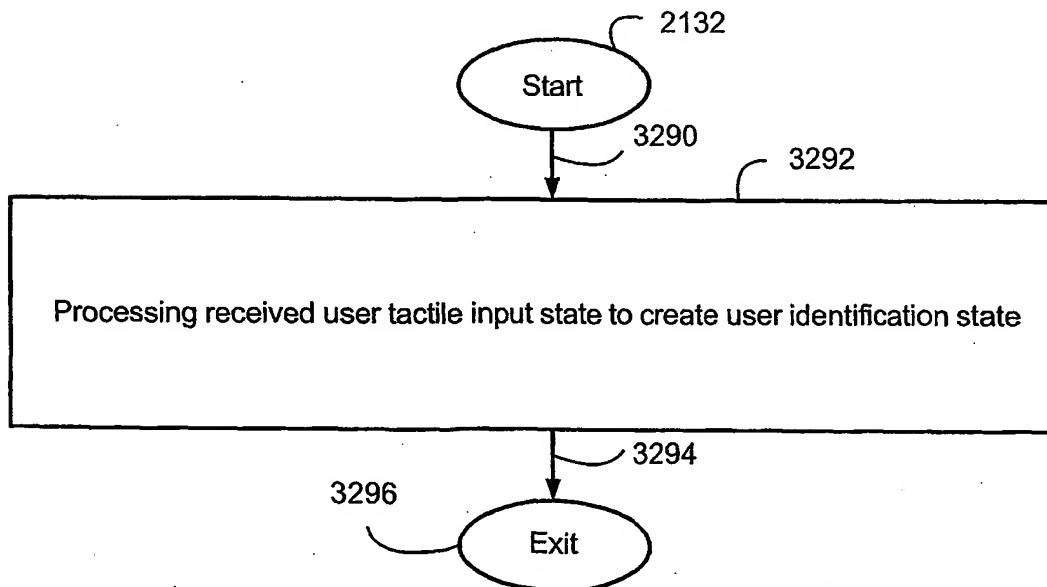 2132
Start
3290
3292
Processing received user tactile input state to create user identification state
3294
3296
Exit